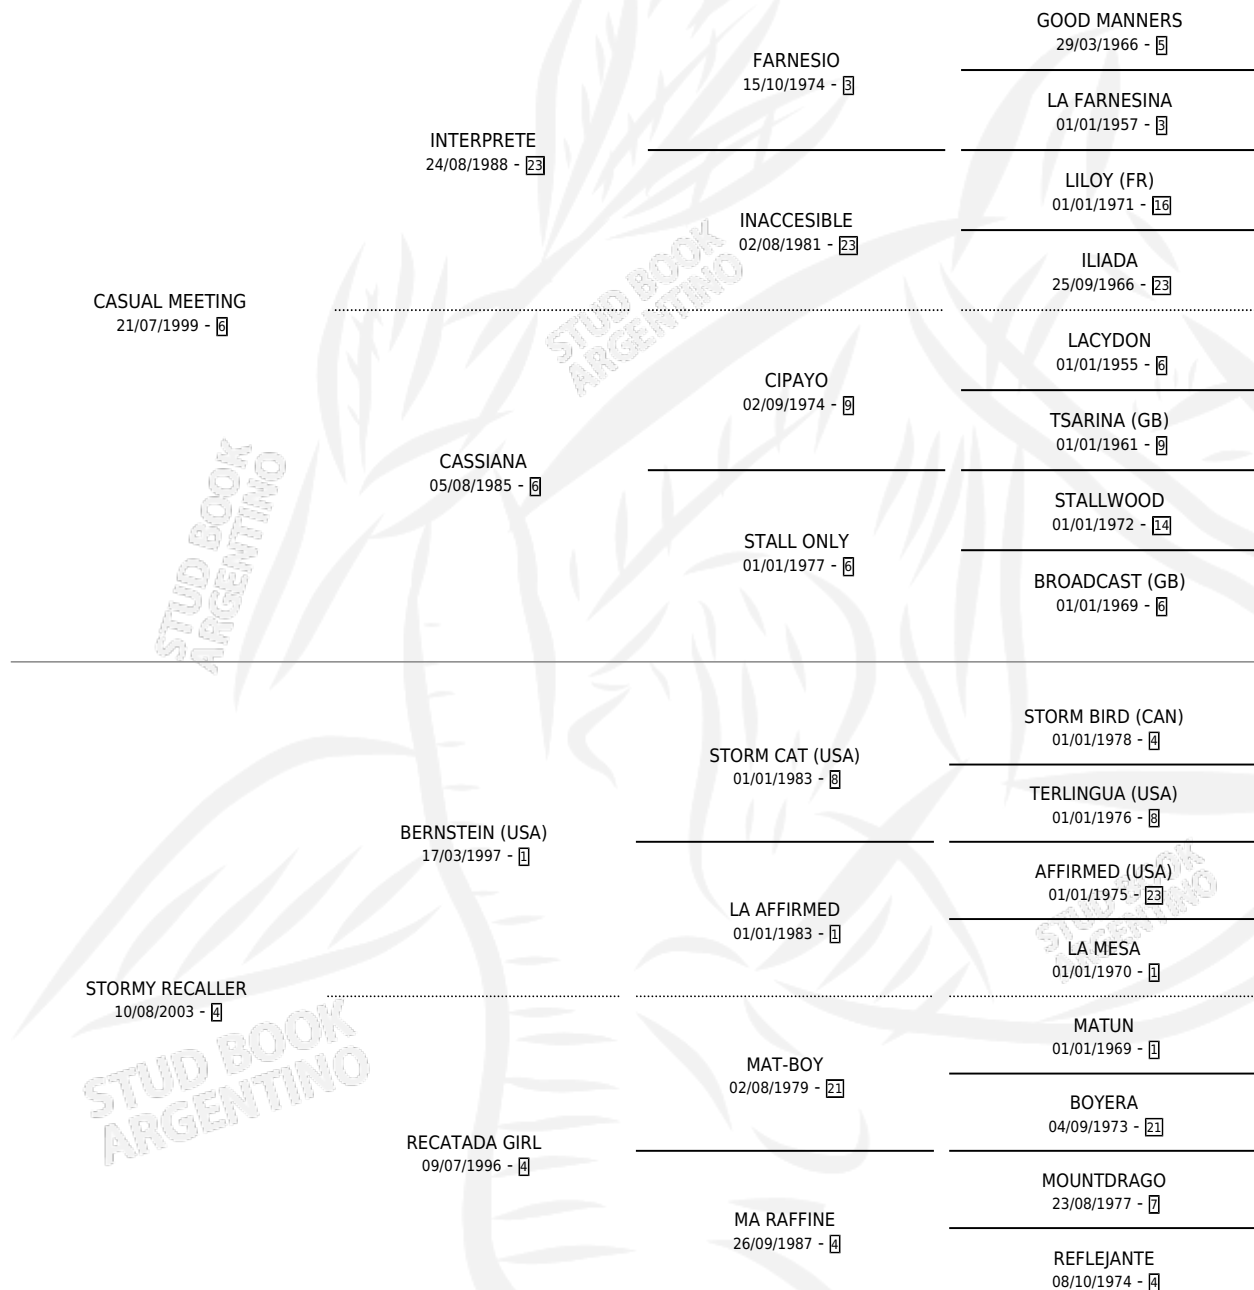 GOOD MANNERS
29/03/1966 - 5
FARNESIO
15/10/1974 - 3
LA FARNESINA
01/01/1957 - 3
INTERPRETE
24/08/1988 - 23
LILOY (FR)
01/01/1971 - 16
INACCESIBLE
02/08/1981 - 23
ILIADA
25/09/1966 - 23
CASUAL MEETING
21/07/1999 - 6
LACYDON
01/01/1955 - 6
CIPAYO
02/09/1974 - 9
TSARINA (GB)
01/01/1961 - 9
CASSIANA
05/08/1985 - 6
STALLWOOD
01/01/1972 - 14
STALL ONLY
01/01/1977 - 6
BROADCAST (GB)
01/01/1969 - 6
STORM BIRD (CAN)
01/01/1978 - 4
STORM CAT (USA)
01/01/1983 - 8
TERLINGUA (USA)
01/01/1976 - 8
BERNSTEIN (USA)
17/03/1997 - 1
AFFIRMED (USA)
01/01/1975 - 23
LA AFFIRMED
01/01/1983 - 1
LA MESA
01/01/1970 - 1
STORMY RECALLER
10/08/2003 - 4
MATUN
01/01/1969 - 1
MAT-BOY
02/08/1979 - 21
BOYERA
04/09/1973 - 21
RECATADA GIRL
09/07/1996 - 4
MOUNTDRAGO
23/08/1977 - 7
MA RAFFINE
26/09/1987 - 4
REFLEJANTE
08/10/1974 - 4
STUD BOOK
ARGENTINO
STUD BOOK
ARGENTINO
STUD BOOK
ARGENTINO
STUD BOOK
ARGENTINO